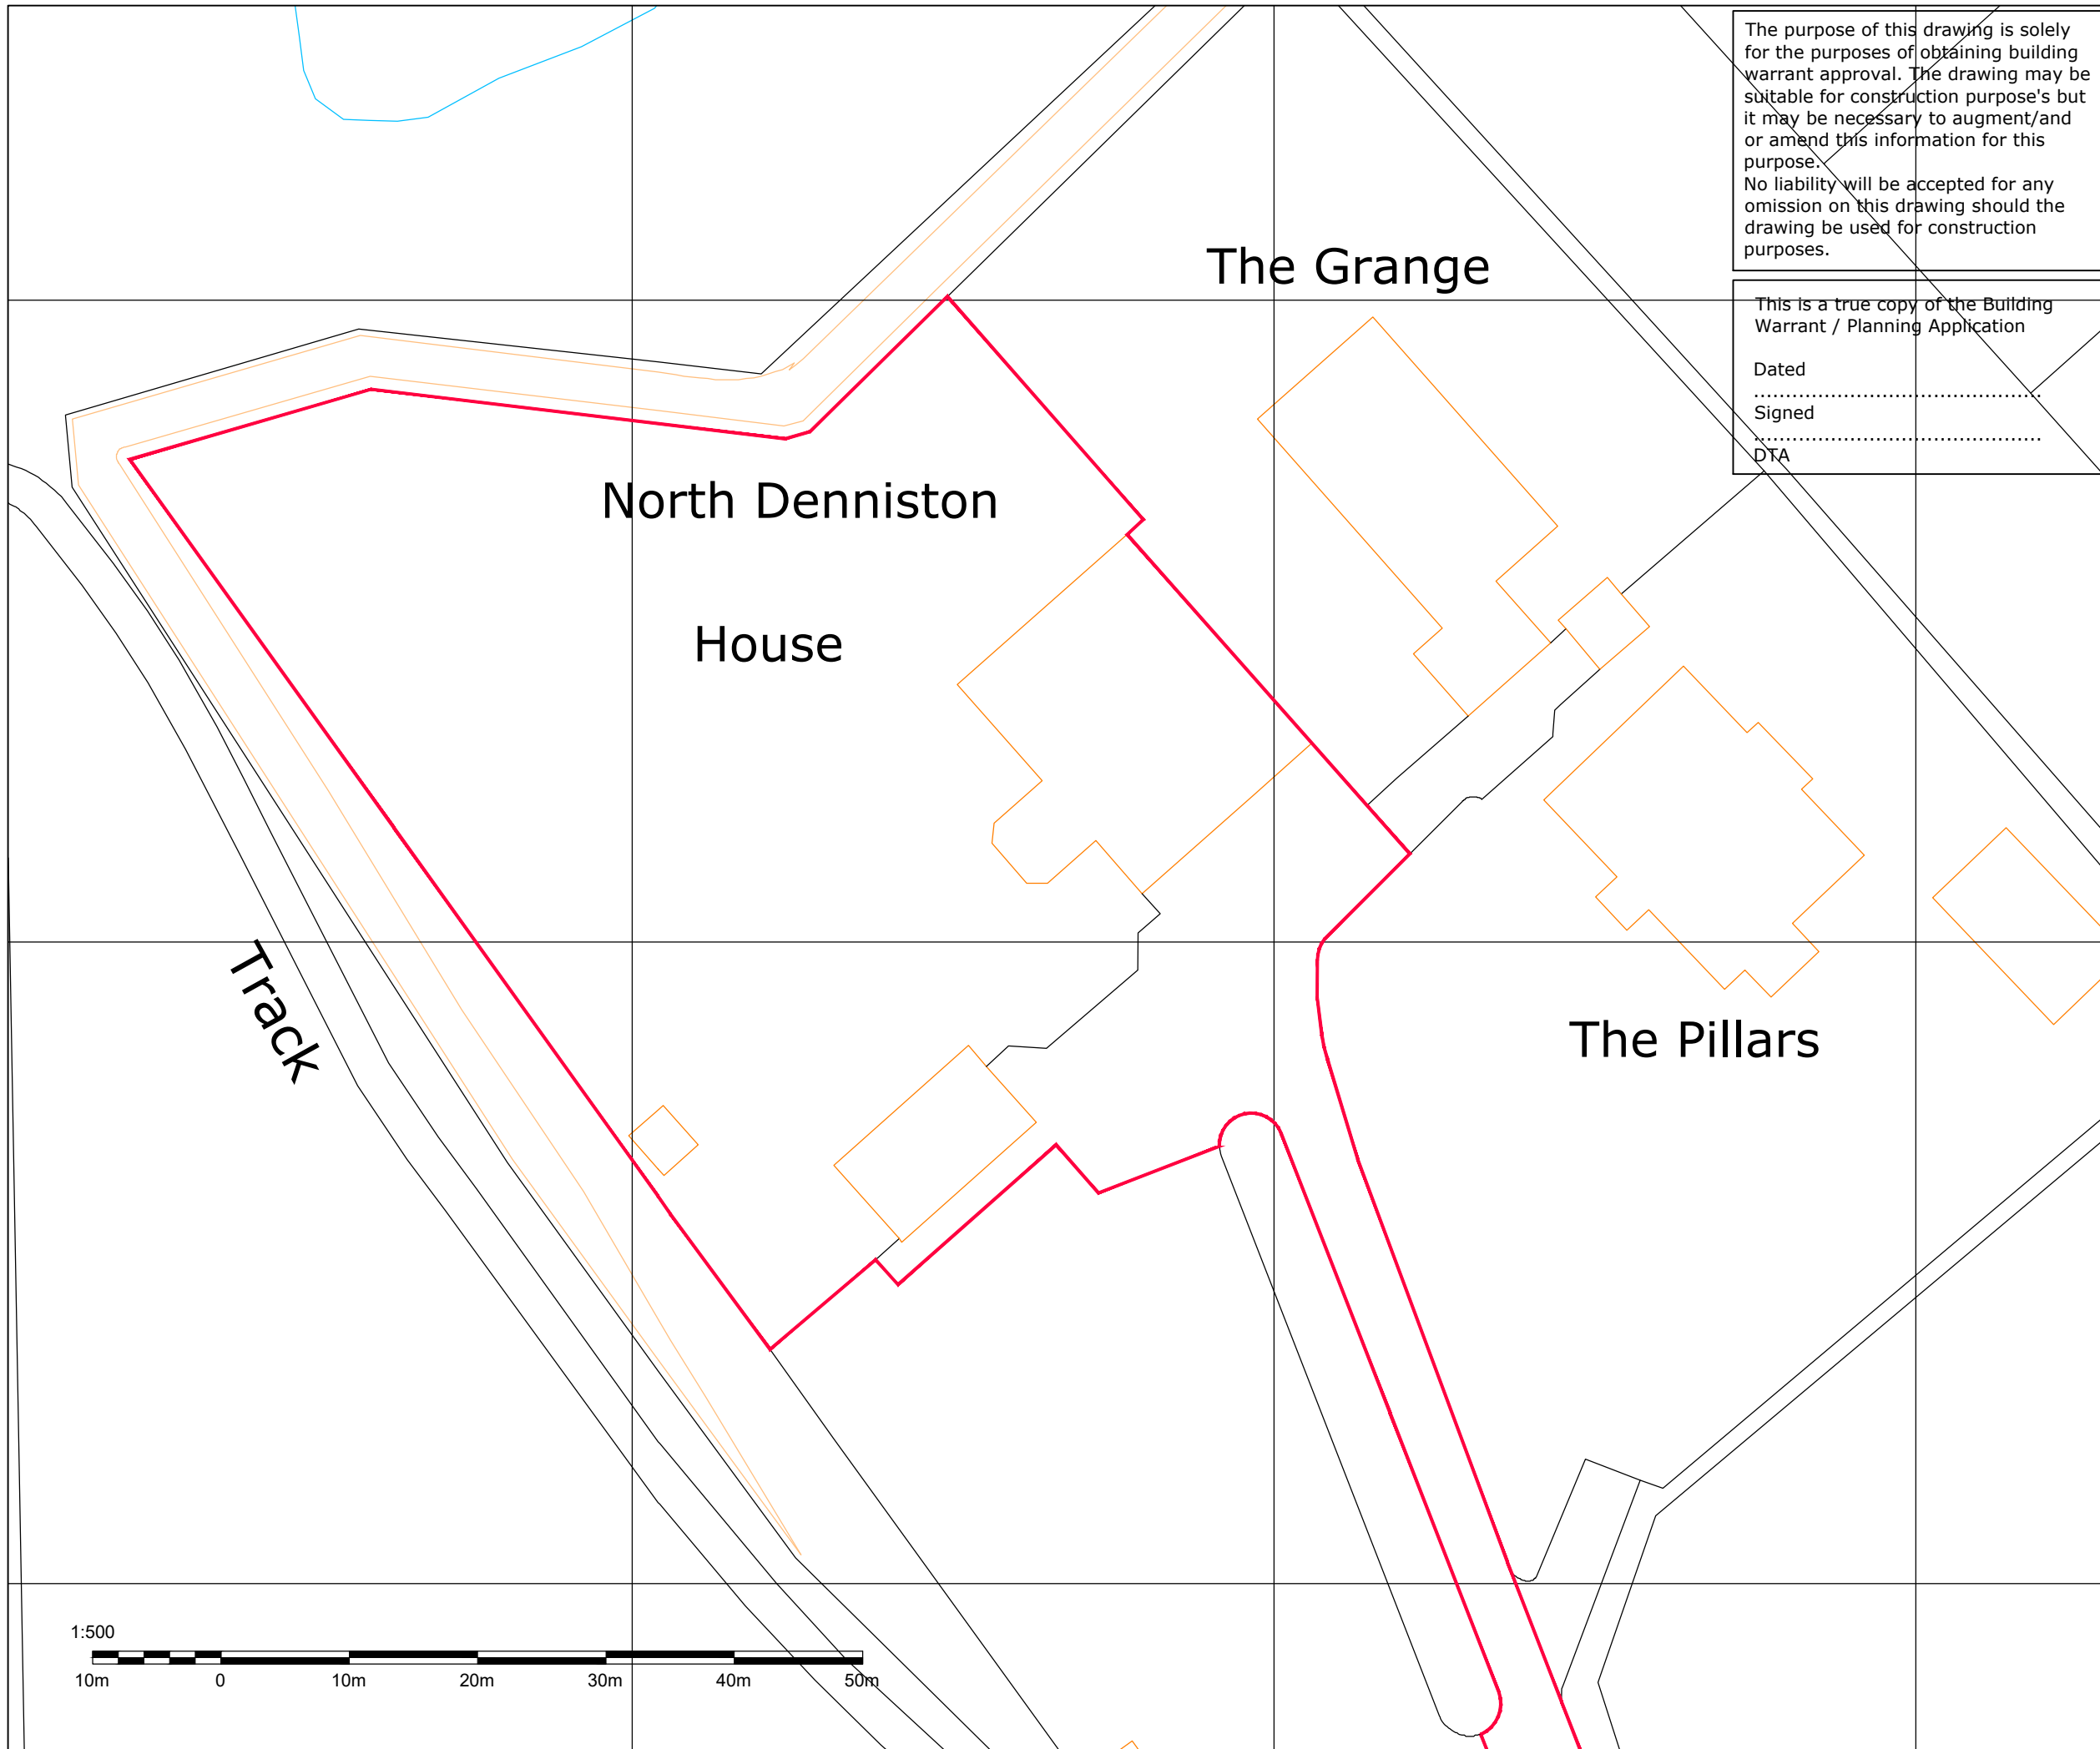 The purpose of this drawing is solely
for the purposes of obtaining building
warrant approval. The drawing may be
suitable for construction purpose's but
it may be necessary to augment/and
or amend this information for this
purpose.
No liability will be accepted for any
omission on this drawing should the
drawing be used for construction
purposes.
This is a true copy of the Building
Warrant / Planning Application
Dated
.............................................
Signed
.............................................
DTA
The Grange
North Denniston
House
Track
The Pillars
1:500
10m 0 10m 20m 30m 40m 50m